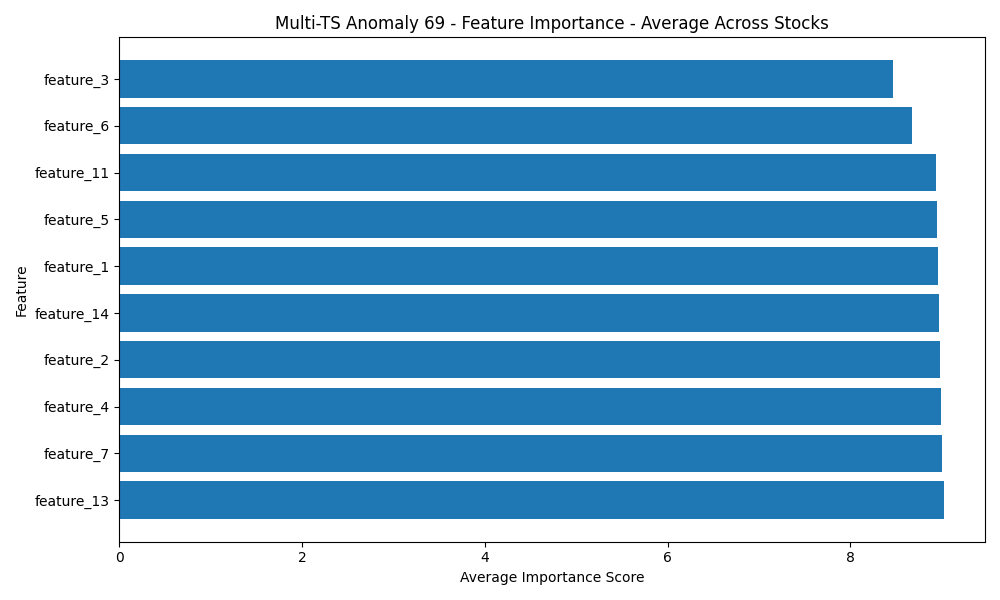 Multi-TS Anomaly 69 - Feature Importance - Average Across Stocks
Feature
feature_3
feature_6
feature_11
feature_5
feature_1
feature_14
feature_2
feature_4
feature_7
feature_13
0 2 4 6 8
Average Importance Score